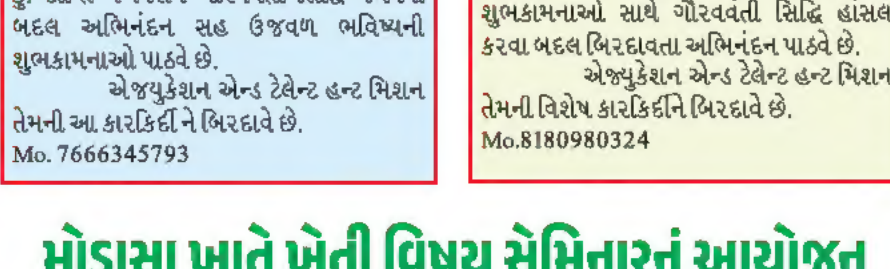 બદલ અભિનંદન સહ ઉજવળ ભવિષ્યની
શુભકામનાઓ પાઠવે છે.
એજ્યુકેશન એન્ડ ટેલેન્ટ હન્ટ મિશન
તેમની આ કારકિર્દી ને બિરદાવે છે.
Mo. 7666345793
શુભકામનાઓ સાથે ગૌરવવંતી સિદ્ધિ હાંસલ
કરવા બદલ બિરદાવતા અભિનંદન પાઠવે છે.
એજ્યુકેશન એન્ડ ટેલેન્ટ હન્ટ મિશન
તેમની વિશેષ કારકિર્દીને બિરદાવે છે.
Mo.8180980324
મોડાસા ખાતે ખેતી વિષય સેમિનારનું આયોજન